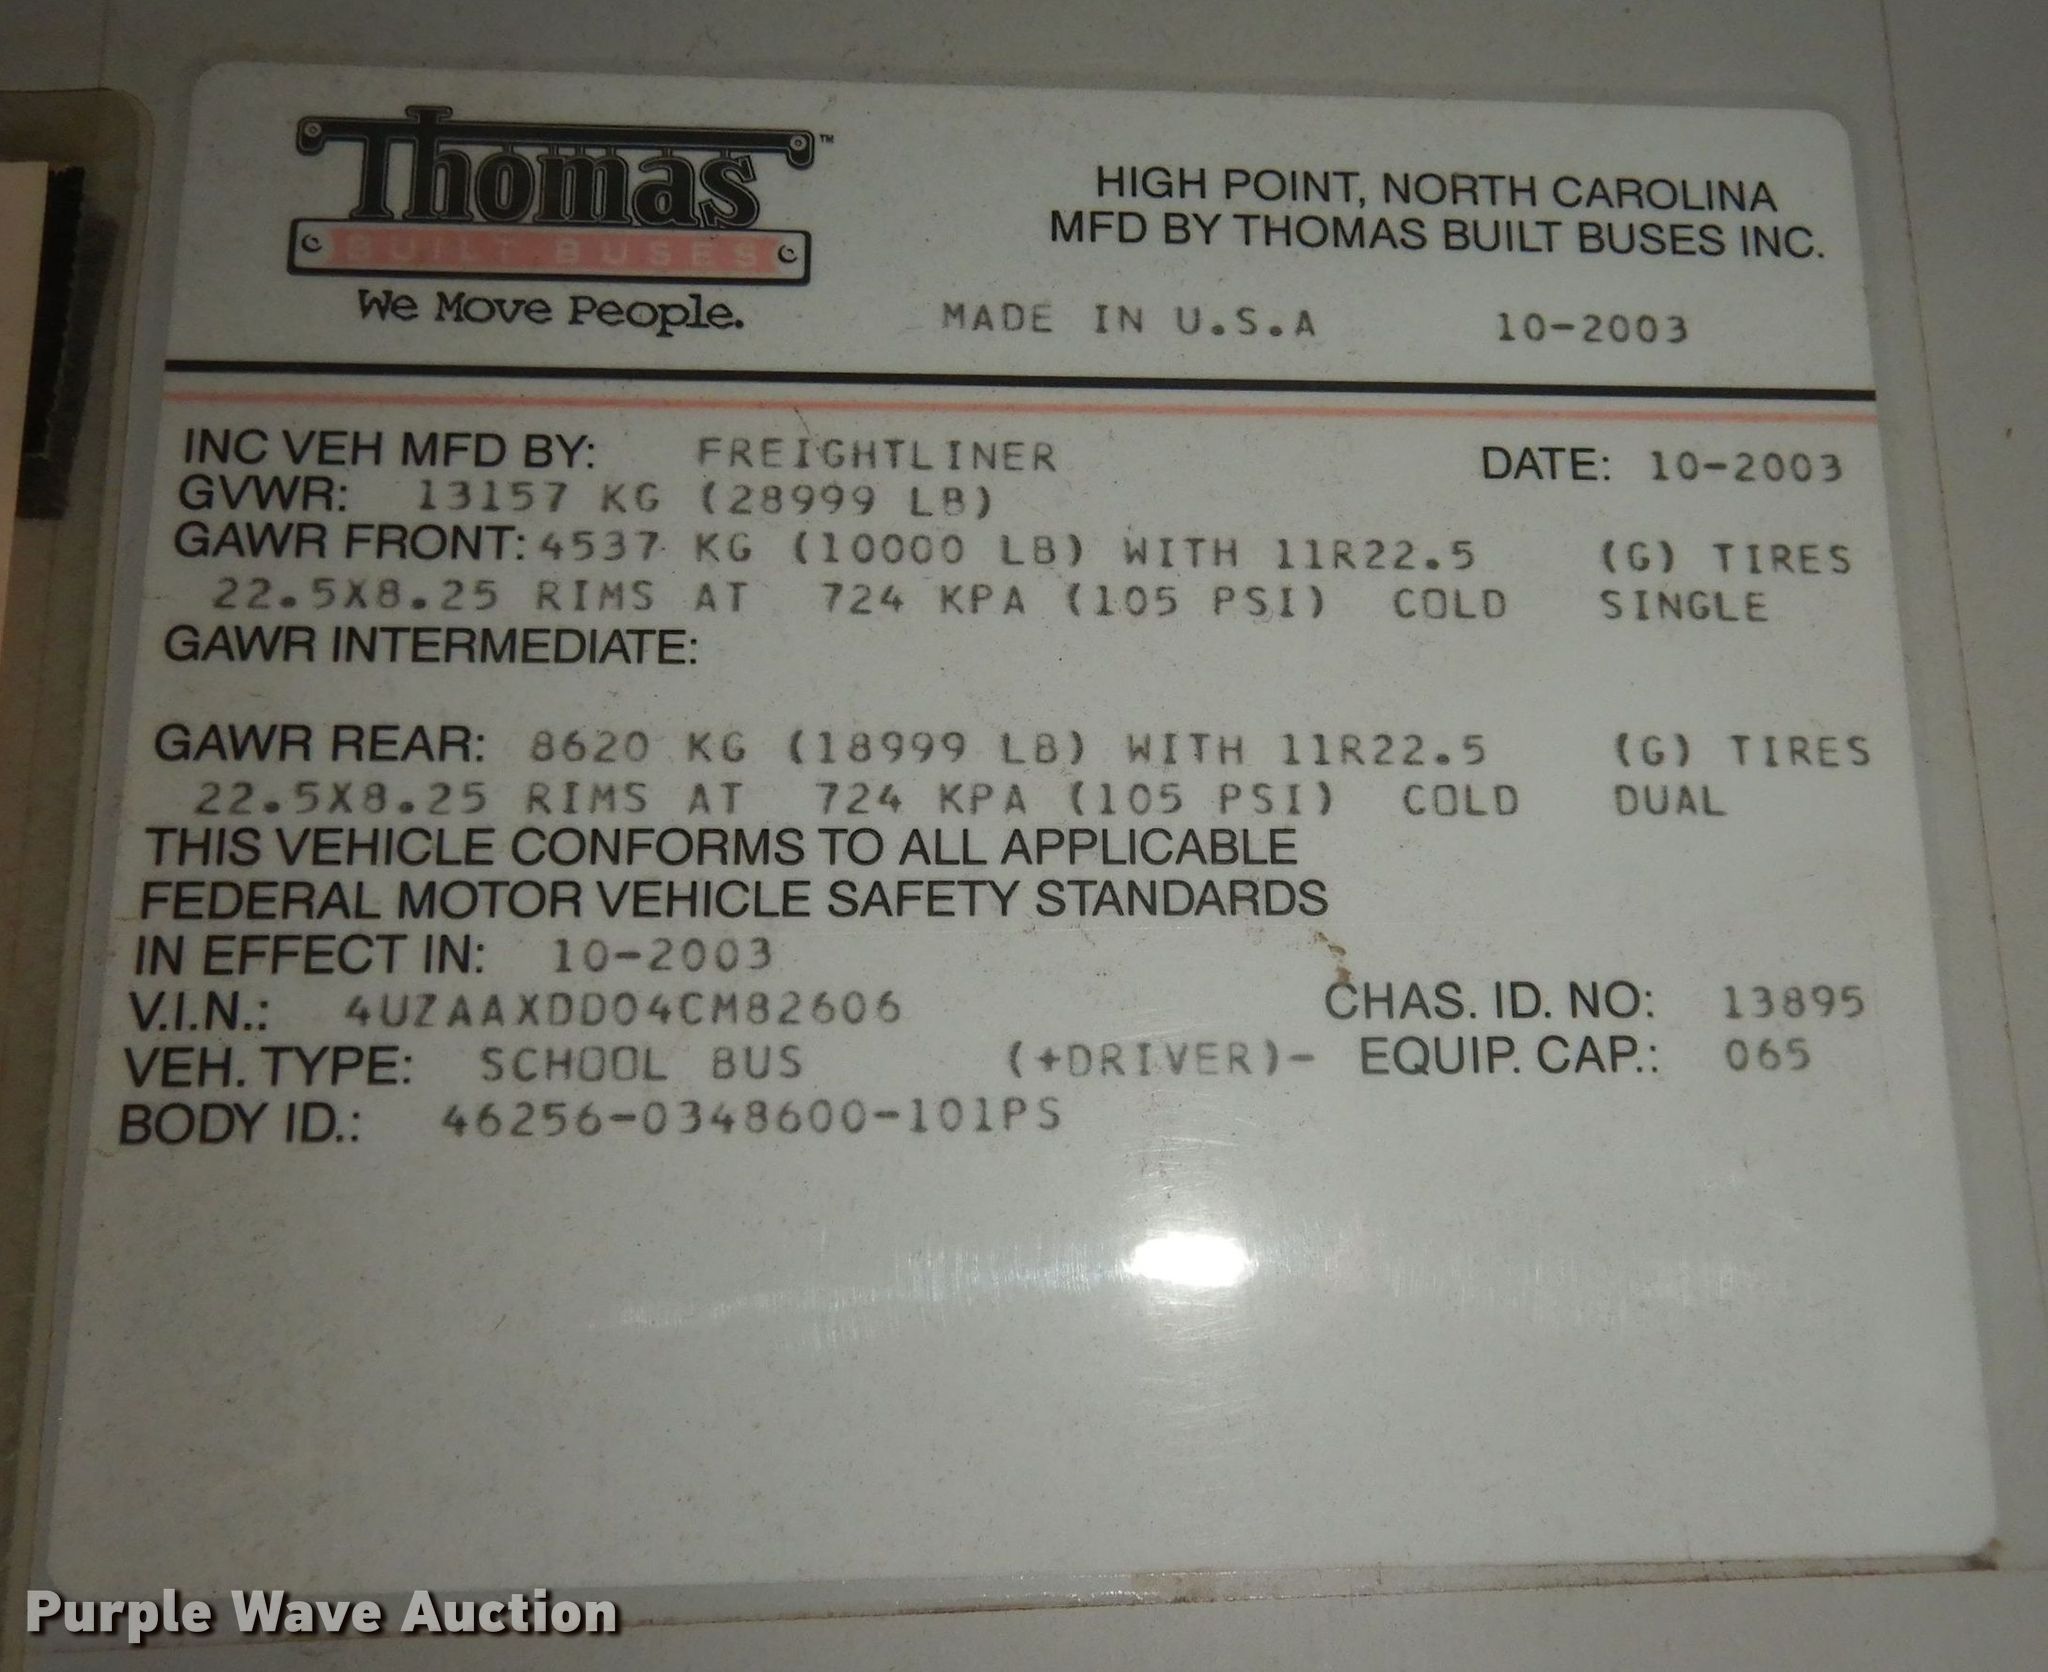 Thomas™
BUILT BUSES
We Move People.
HIGH POINT, NORTH CAROLINA
MFD BY THOMAS BUILT BUSES INC.
MADE IN U.S.A 10-2003
INC VEH MFD BY: FREIGHTLINER DATE: 10-2003
GVWR: 13157 KG (28999 LB)
GAWR FRONT: 4537 KG (10000 LB) WITH 11R22.5 (G) TIRES
22.5X8.25 RIMS AT 724 KPA (105 PSI) COLD SINGLE
GAWR INTERMEDIATE:
GAWR REAR: 8620 KG (18999 LB) WITH 11R22.5 (G) TIRES
22.5X8.25 RIMS AT 724 KPA (105 PSI) COLD DUAL
THIS VEHICLE CONFORMS TO ALL APPLICABLE
FEDERAL MOTOR VEHICLE SAFETY STANDARDS
IN EFFECT IN: 10-2003
V.I.N.: 4UZAAXDD04CM82606 CHAS. ID. NO: 13895
VEH. TYPE: SCHOOL BUS (+DRIVER)- EQUIP. CAP.: 065
BODY ID.: 46256-0348600-101PS
Purple Wave Auction